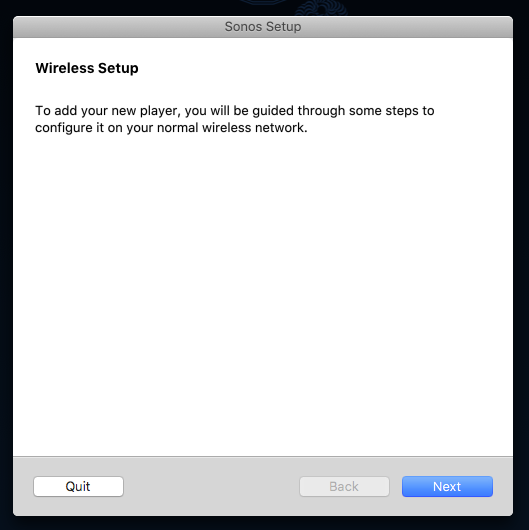 Sonos Setup
Wireless Setup
To add your new player, you will be guided through some steps to
configure it on your normal wireless network.
Quit
Back
Next